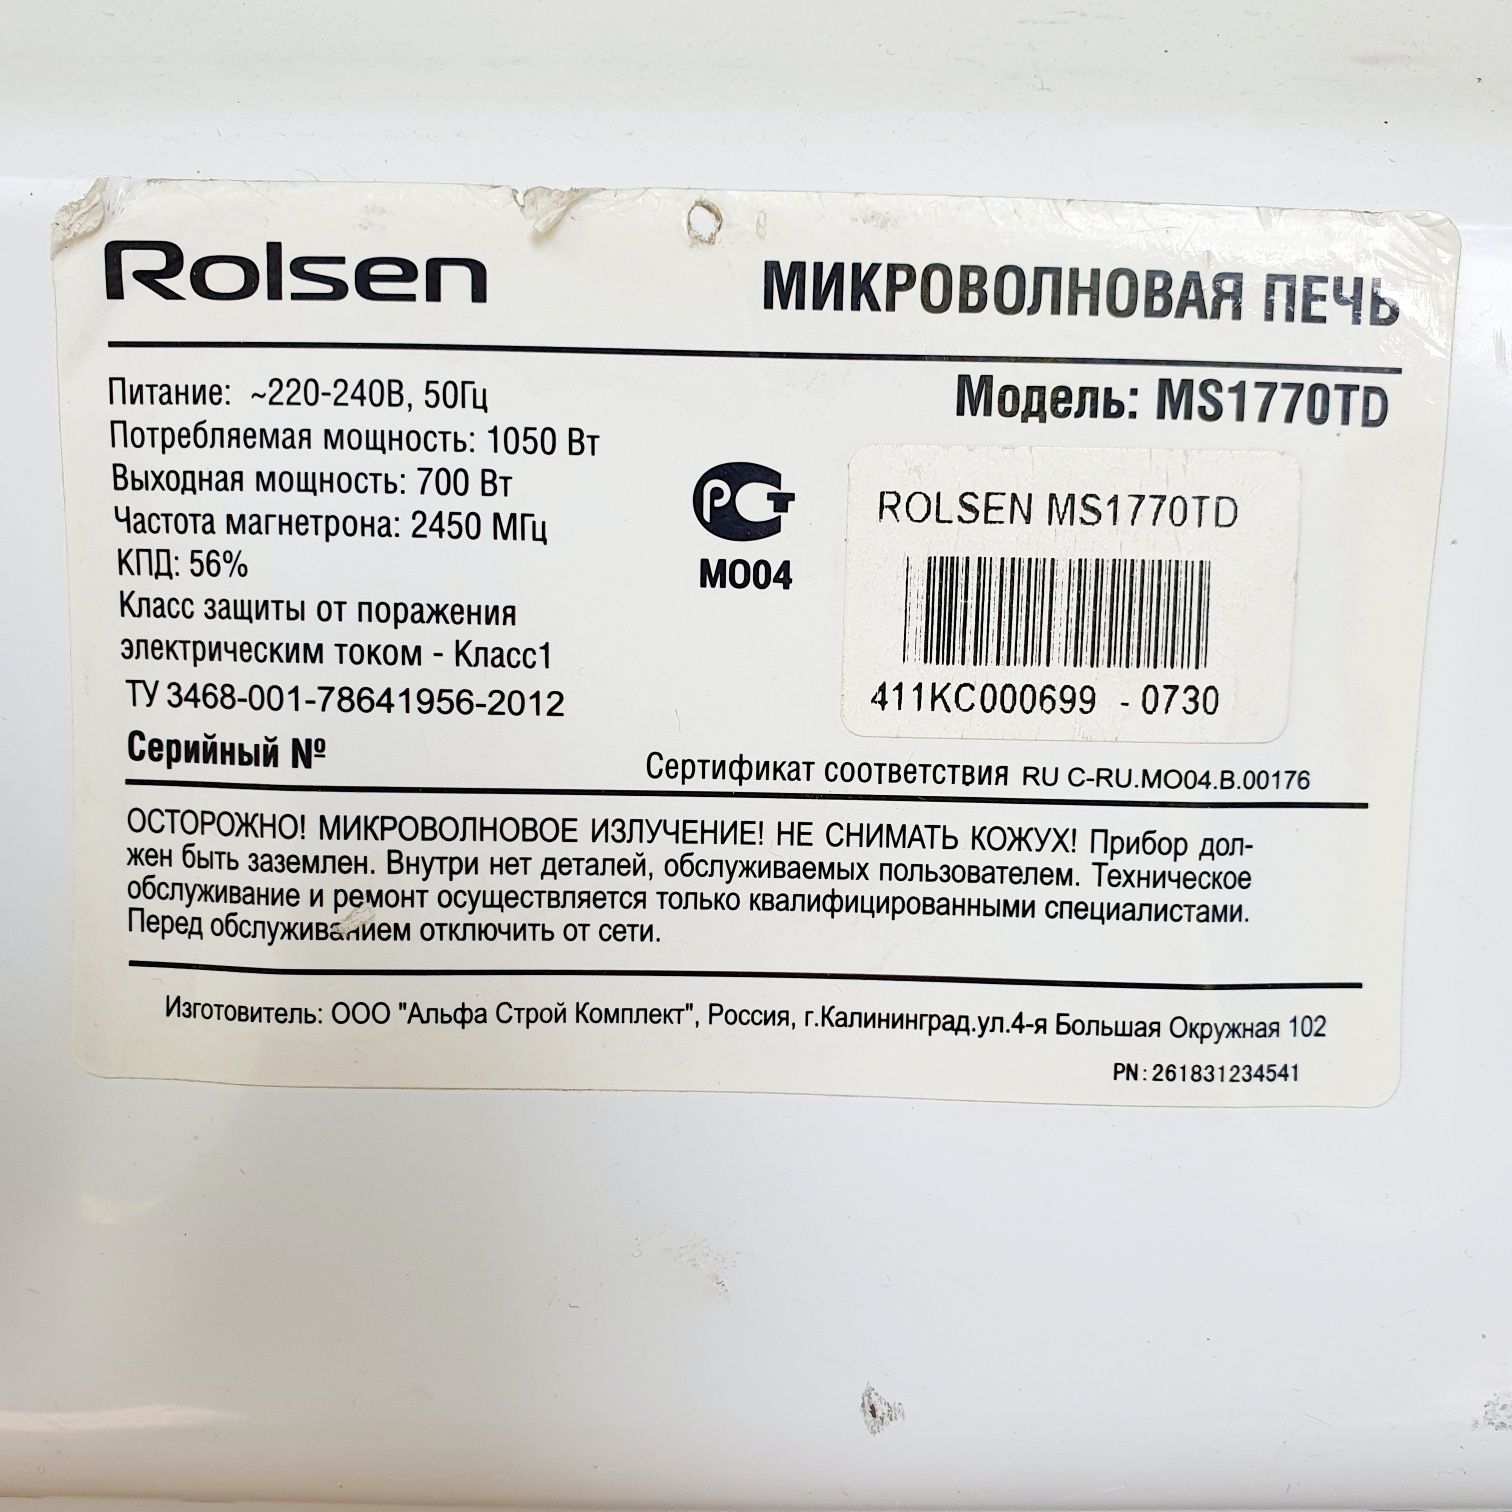 Rolsen
МИКРОВОЛНОВАЯ ПЕЧЬ
Модель: MS1770TD
Питание: ~220-240В, 50Гц
Потребляемая мощность: 1050 Вт
Выходная мощность: 700 Вт
Частота магнетрона: 2450 МГц
КПД: 56%
Класс защиты от поражения
электрическим током - Класс1
ТУ 3468-001-78641956-2012
Серийный №
РСТ
МО04
ROLSEN MS1770TD
411KC000699 - 0730
Сертификат соответствия RU C-RU.MO04.B.00176
ОСТОРОЖНО! МИКРОВОЛНОВОЕ ИЗЛУЧЕНИЕ! НЕ СНИМАТЬ КОЖУХ! Прибор дол-
жен быть заземлен. Внутри нет деталей, обслуживаемых пользователем. Техническое
обслуживание и ремонт осуществляется только квалифицированными специалистами.
Перед обслуживанием отключить от сети.
Изготовитель: ООО "Альфа Строй Комплект", Россия, г.Калининград.ул.4-я Большая Окружная 102
PN:261831234541